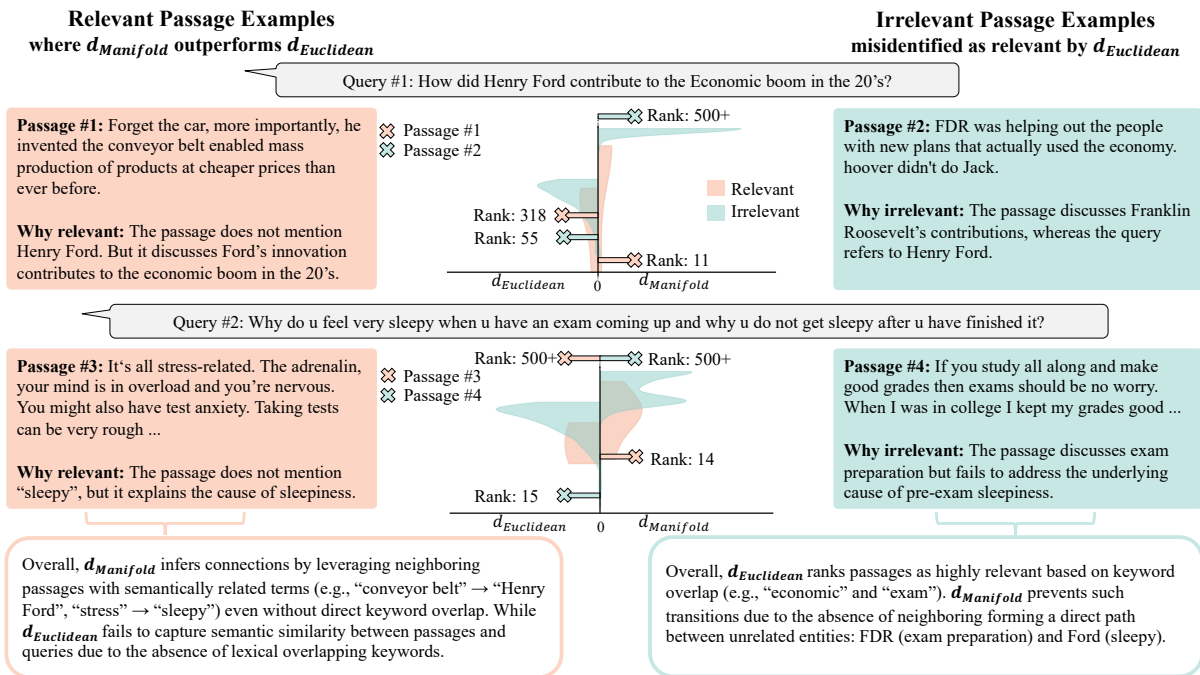 Relevant Passage Examples
where d_Manifold outperforms d_Euclidean
Irrelevant Passage Examples
misidentified as relevant by d_Euclidean
Query #1: How did Henry Ford contribute to the Economic boom in the 20's?
Passage #1: Forget the car, more importantly, he
invented the conveyor belt enabled mass
production of products at cheaper prices than
ever before.
Why relevant: The passage does not mention
Henry Ford. But it discusses Ford's innovation
contributes to the economic boom in the 20's.
Passage #1
Passage #2
Rank: 500+
Relevant
Irrelevant
Rank: 318
Rank: 55
Rank: 11
d_Euclidean
0
d_Manifold
Passage #2: FDR was helping out the people
with new plans that actually used the economy.
hoover didn't do Jack.
Why irrelevant: The passage discusses Franklin
Roosevelt's contributions, whereas the query
refers to Henry Ford.
Query #2: Why do u feel very sleepy when u have an exam coming up and why u do not get sleepy after u have finished it?
Passage #3: It's all stress-related. The adrenalin,
your mind is in overload and you're nervous.
You might also have test anxiety. Taking tests
can be very rough ...
Why relevant: The passage does not mention
"sleepy", but it explains the cause of sleepiness.
Rank: 500+
Rank: 500+
Passage #3
Passage #4
Rank: 14
Rank: 15
d_Euclidean
0
d_Manifold
Passage #4: If you study all along and make
good grades then exams should be no worry.
When I was in college I kept my grades good ...
Why irrelevant: The passage discusses exam
preparation but fails to address the underlying
cause of pre-exam sleepiness.
Overall, d_Manifold infers connections by leveraging neighboring
passages with semantically related terms (e.g., "conveyor belt" → "Henry
Ford", "stress" → "sleepy") even without direct keyword overlap. While
d_Euclidean fails to capture semantic similarity between passages and
queries due to the absence of lexical overlapping keywords.
Overall, d_Euclidean ranks passages as highly relevant based on keyword
overlap (e.g., "economic" and "exam"). d_Manifold prevents such
transitions due to the absence of neighboring forming a direct path
between unrelated entities: FDR (exam preparation) and Ford (sleepy).